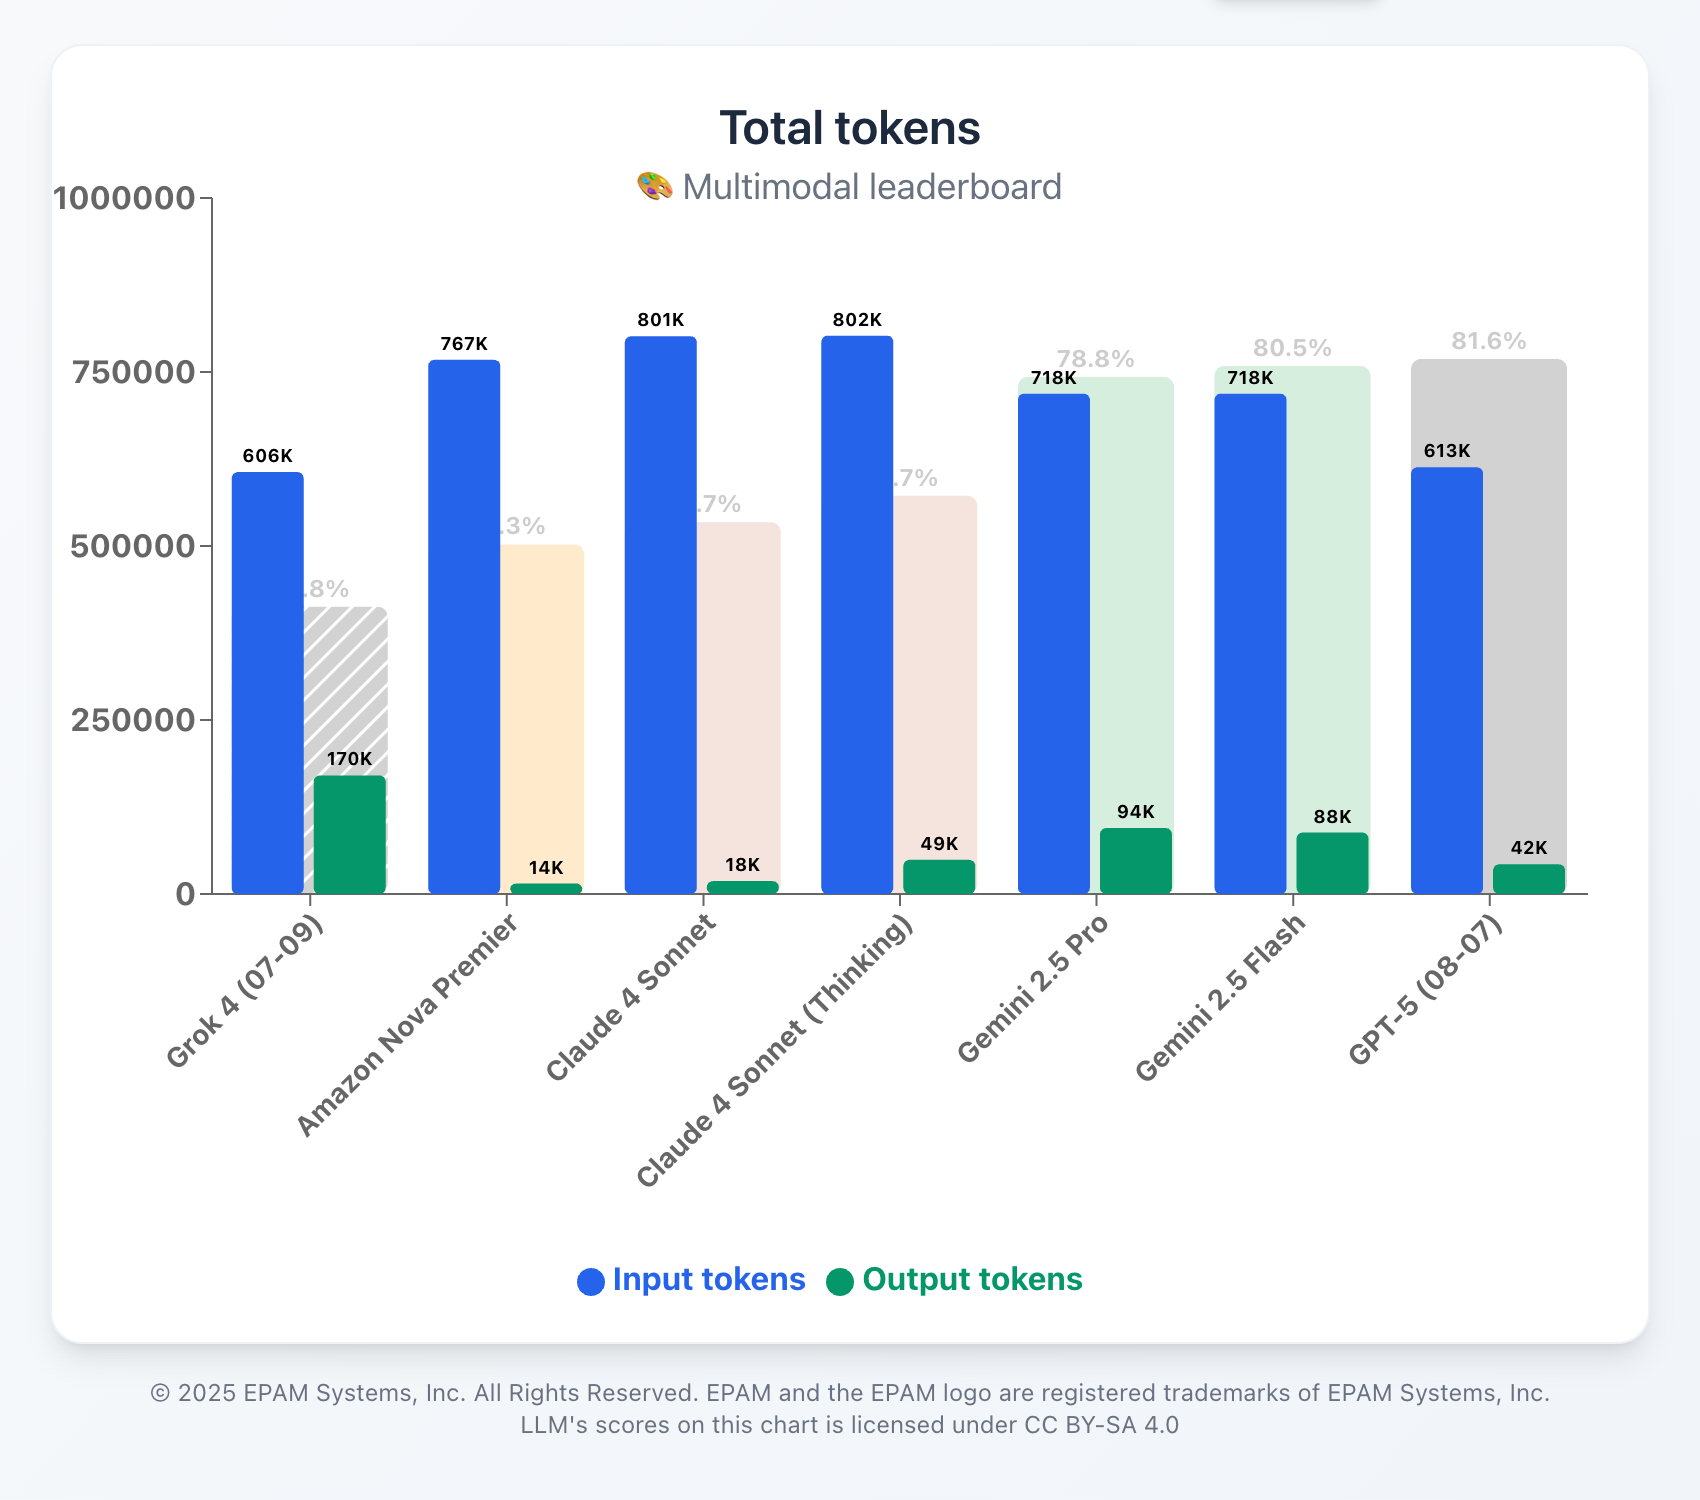 Total tokens
🎨 Multimodal leaderboard
1000000
750000
500000
250000
0
606K
170K
.8%
767K
14K
.3%
801K
18K
.7%
802K
49K
.7%
718K
94K
78.8%
718K
88K
80.5%
613K
42K
81.6%
Grok 4 (07-09)
Amazon Nova Premier
Claude 4 Sonnet
Claude 4 Sonnet (Thinking)
Gemini 2.5 Pro
Gemini 2.5 Flash
GPT-5 (08-07)
Input tokens
Output tokens
© 2025 EPAM Systems, Inc. All Rights Reserved. EPAM and the EPAM logo are registered trademarks of EPAM Systems, Inc.
LLM's scores on this chart is licensed under CC BY-SA 4.0